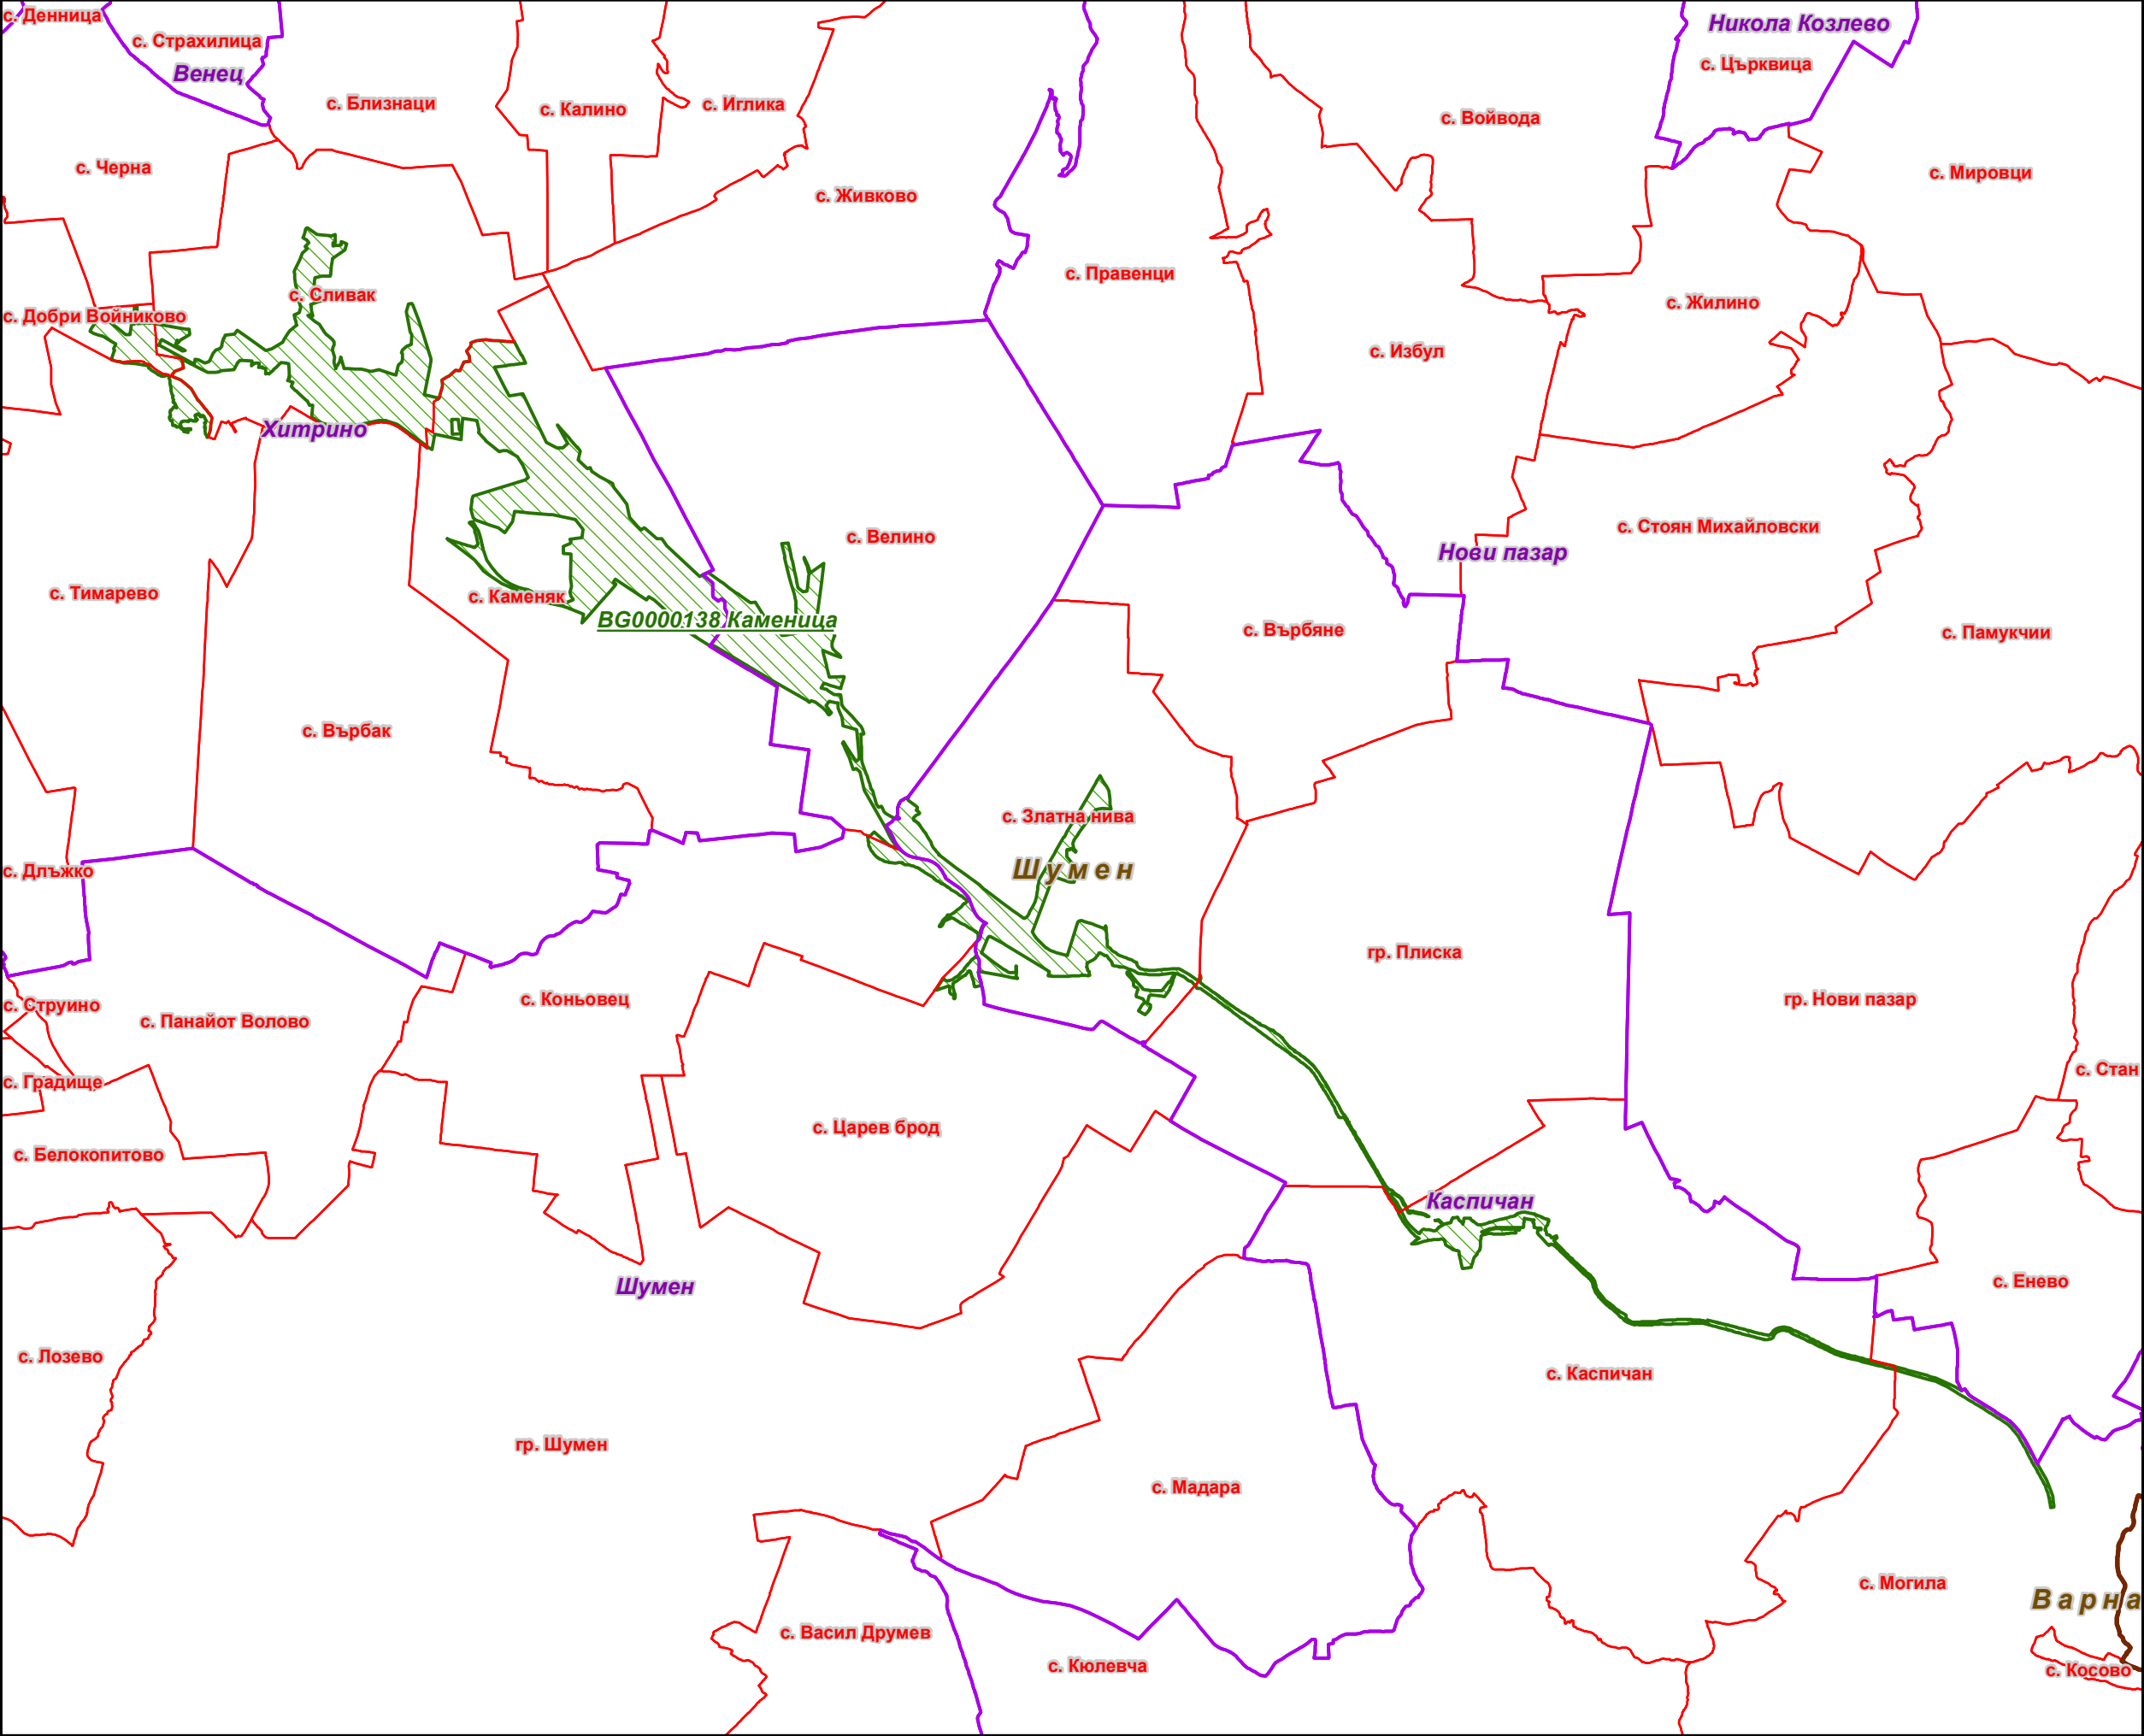 с. Денница
Никола Козлево
с. Страхилица
с. Църквица
Венец
с. Близнаци
с. Калино
с. Иглика
с. Войвода
с. Черна
с. Мировци
с. Живково
с. Правенци
с. Сливак
с. Жилино
с. Добри Войниково
с. Избул
Хитрино
с. Стоян Михайловски
с. Велино
Нови пазар
с. Тимарево
с. Каменяк
BG0000138 Каменица
с. Върбяне
с. Памукчии
с. Върбак
с. Златна нива
Шумен
с. Длъжко
гр. Плиска
с. Струино
с. Коньовец
гр. Нови пазар
с. Панайот Волово
с. Градище
с. Стан
с. Царев брод
с. Белокопитово
Каспичан
с. Енево
Шумен
с. Лозево
с. Каспичан
гр. Шумен
с. Мадара
с. Могила
Варна
с. Васил Друмев
с. Кюлевча
с. Косово